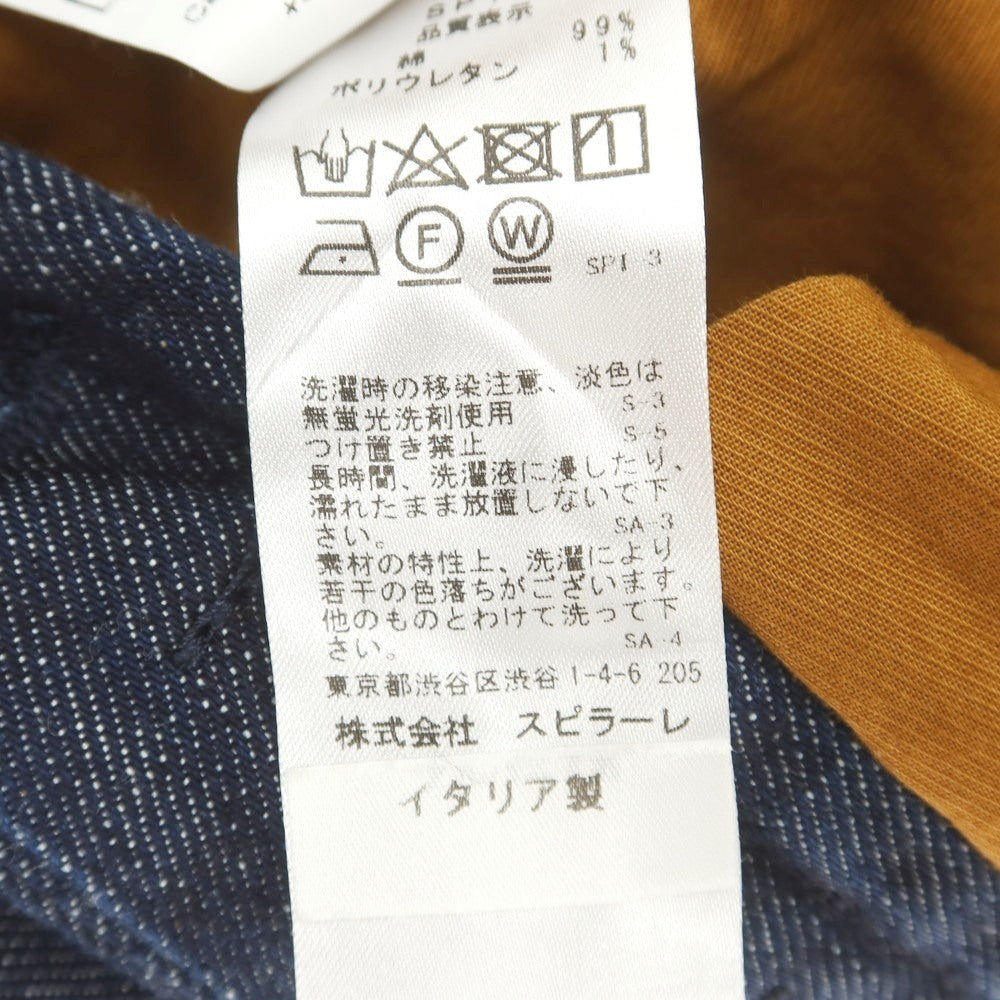 品質表示
綿 99%
ポリウレタン 1%
F W SPI-3
洗濯時の移染注意、淡色は
無蛍光洗剤使用 S-3
つけ置き禁止 S-5
長時間、洗濯液に浸したり、
濡れたまま放置しないで下
さい。 SA-3
素材の特性上、洗濯により
若干の色落ちがございます。
他のものとわけて洗って下
さい。 SA-4
東京都渋谷区渋谷 1-4-6 205
株式会社 スピラーレ
イタリア製